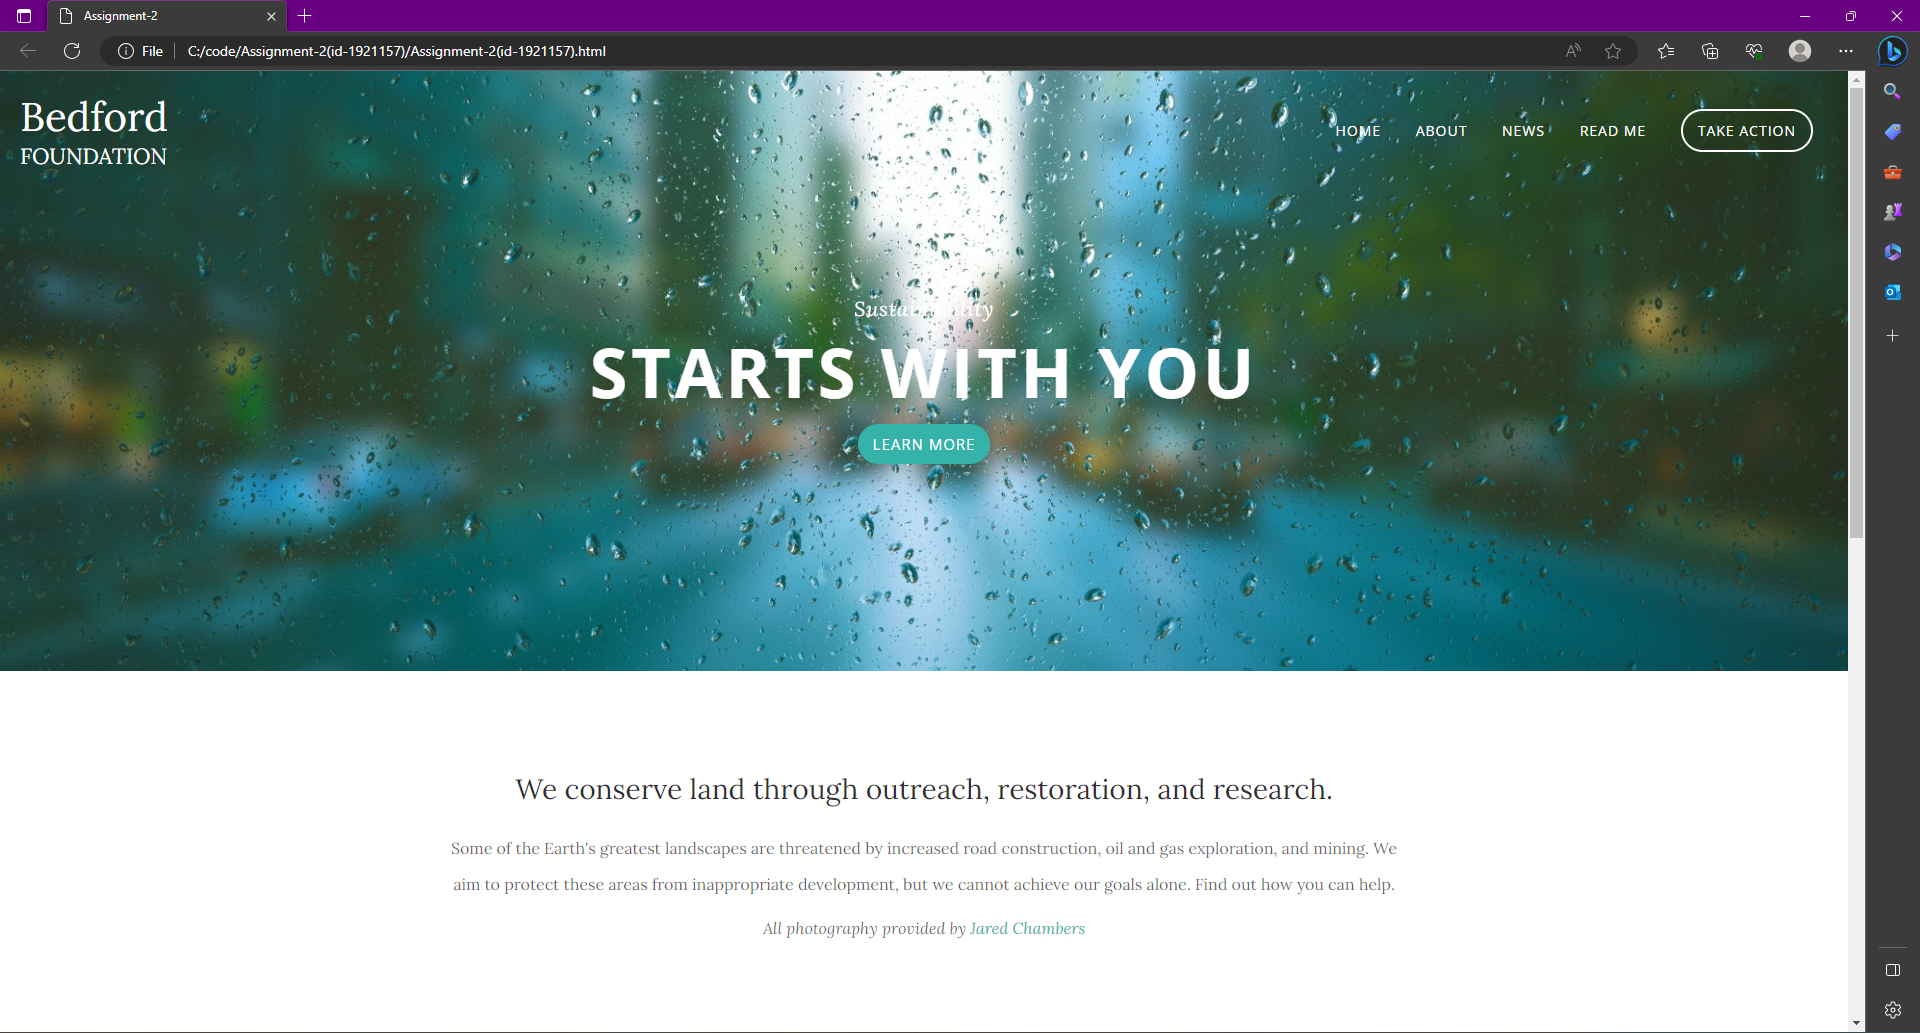 Assignment-2
File
C:/code/Assignment-2(id-1921157)/Assignment-2(id-1921157).html
Bedford
FOUNDATION
HOME ABOUT NEWS READ ME TAKE ACTION
Sustainability
STARTS WITH YOU
LEARN MORE
We conserve land through outreach, restoration, and research.
Some of the Earth's greatest landscapes are threatened by increased road construction, oil and gas exploration, and mining. We
aim to protect these areas from inappropriate development, but we cannot achieve our goals alone. Find out how you can help.
All photography provided by Jared Chambers